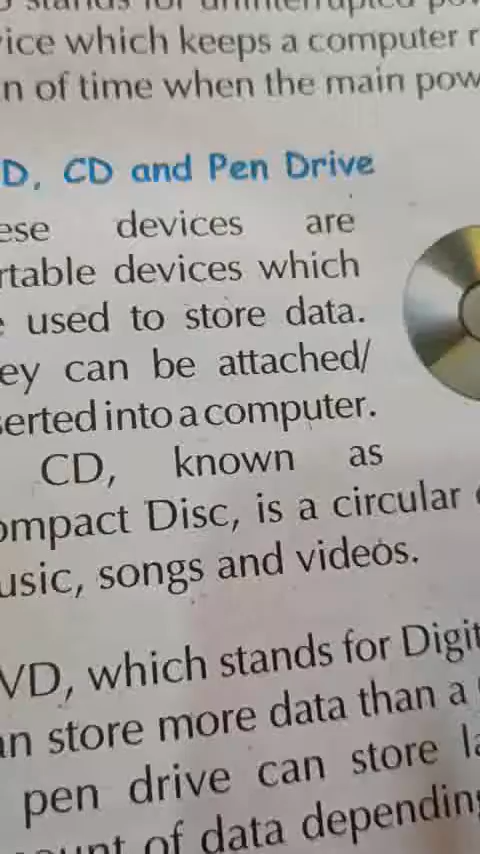 stands for uninterrupted pow
ice which keeps a computer r
n of time when the main pow
D, CD and Pen Drive
ese devices are
rtable devices which
e used to store data.
ey can be attached/
serted into a computer.
CD, known as
ompact Disc, is a circular
usic, songs and videos.
VD, which stands for Digit
an store more data than a
pen drive can store la
ount of data depending